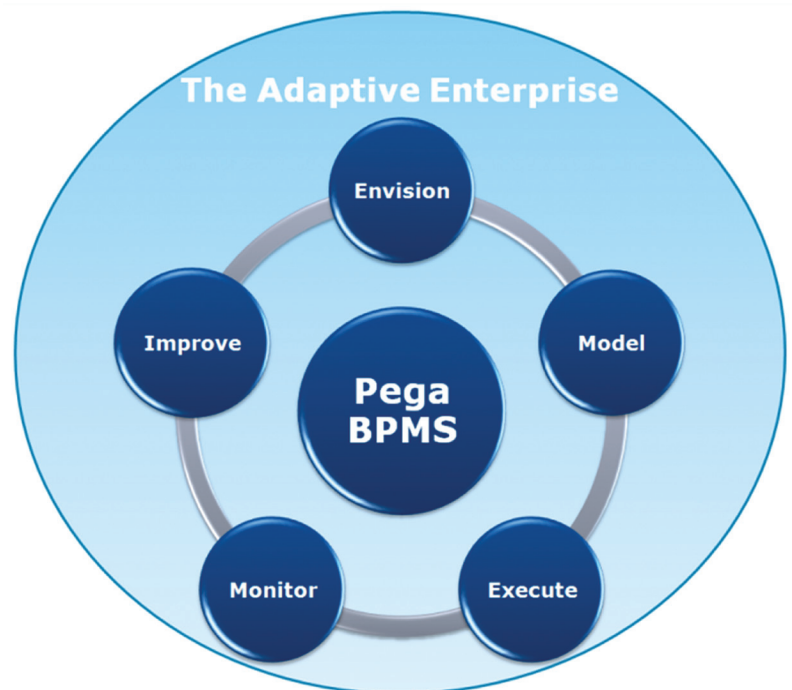 The Adaptive Enterprise
Envision
Improve
Model
Pega
BPMS
Monitor
Execute